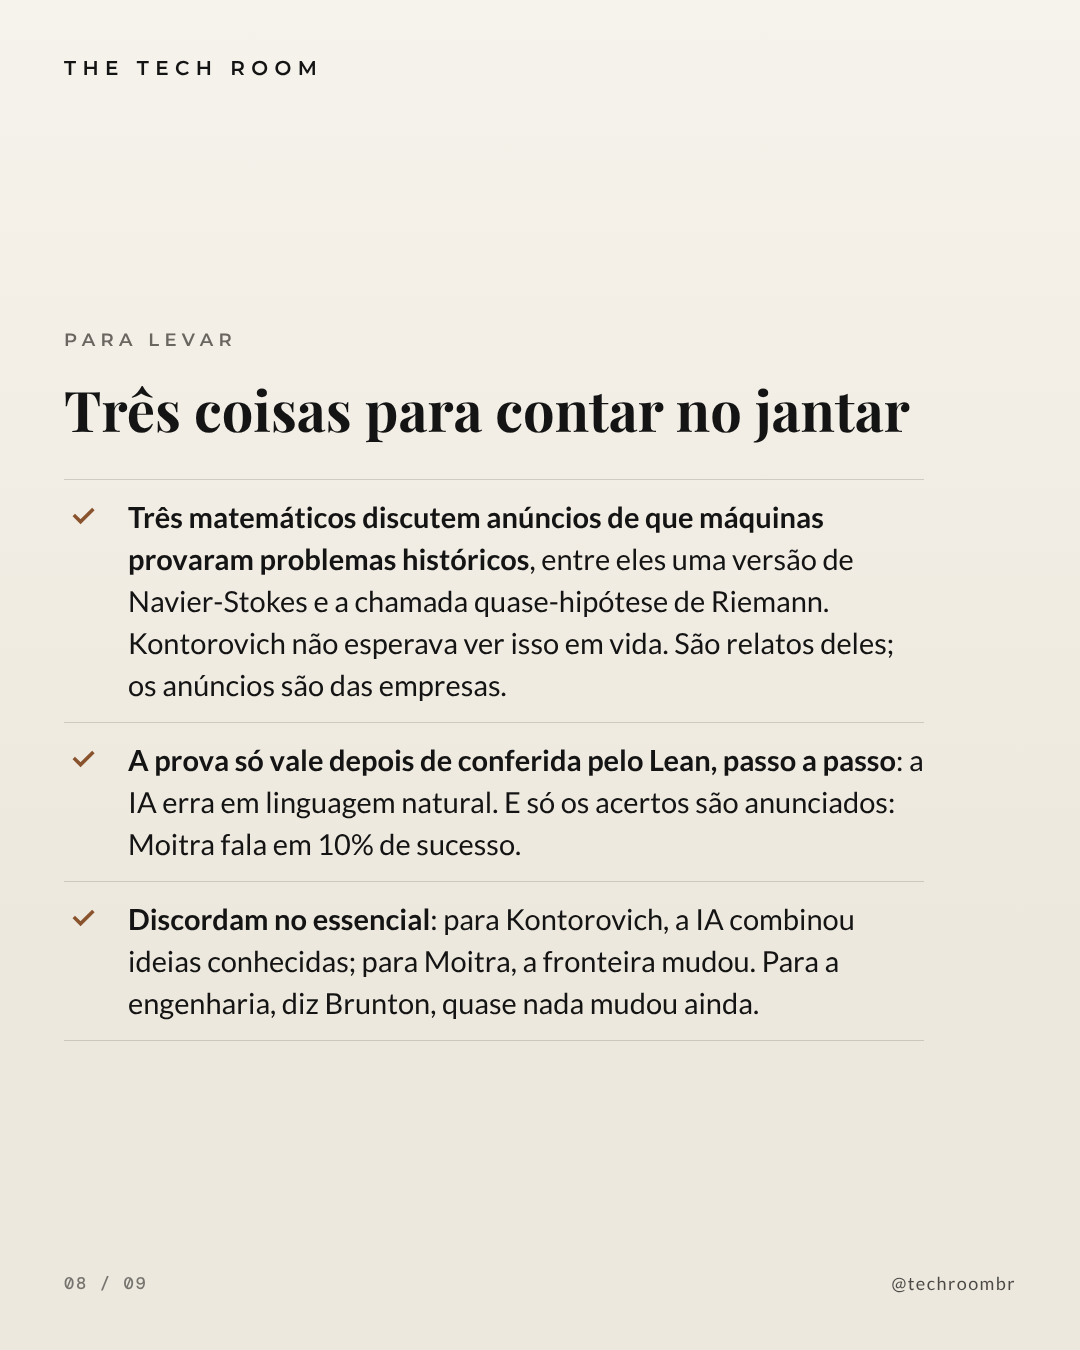 THE TECH ROOM
PARA LEVAR
Três coisas para contar no jantar
Três matemáticos discutem anúncios de que máquinas
provaram problemas históricos, entre eles uma versão de
Navier-Stokes e a chamada quase-hipótese de Riemann.
Kontorovich não esperava ver isso em vida. São relatos deles;
os anúncios são das empresas.
A prova só vale depois de conferida pelo Lean, passo a passo: a
IA erra em linguagem natural. E só os acertos são anunciados:
Moitra fala em 10% de sucesso.
Discordam no essencial: para Kontorovich, a IA combinou
ideias conhecidas; para Moitra, a fronteira mudou. Para a
engenharia, diz Brunton, quase nada mudou ainda.
08 / 09
@techroombr